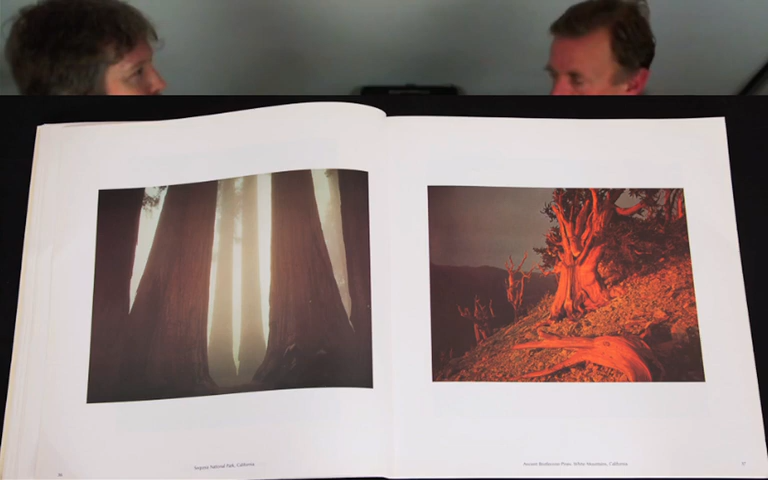 Sequoia National Park, California
Ancient Bristlecone Pines, White Mountains, California